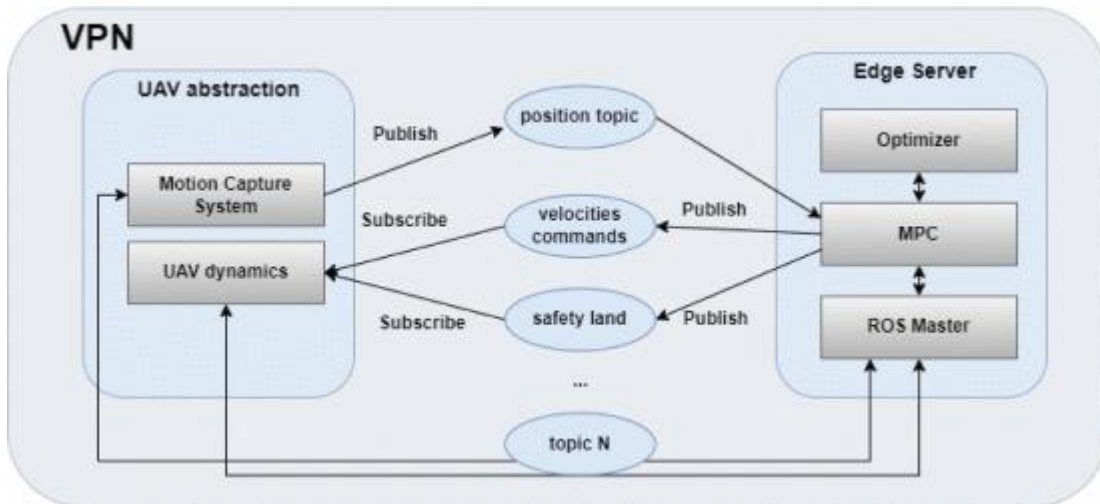 VPN
UAV abstraction
Motion Capture
System
UAV dynamics
Publish
Subscribe
Subscribe
position topic
velocities
commands
safety land
...
topic N
Publish
Publish
Edge Server
Optimizer
MPC
ROS Master